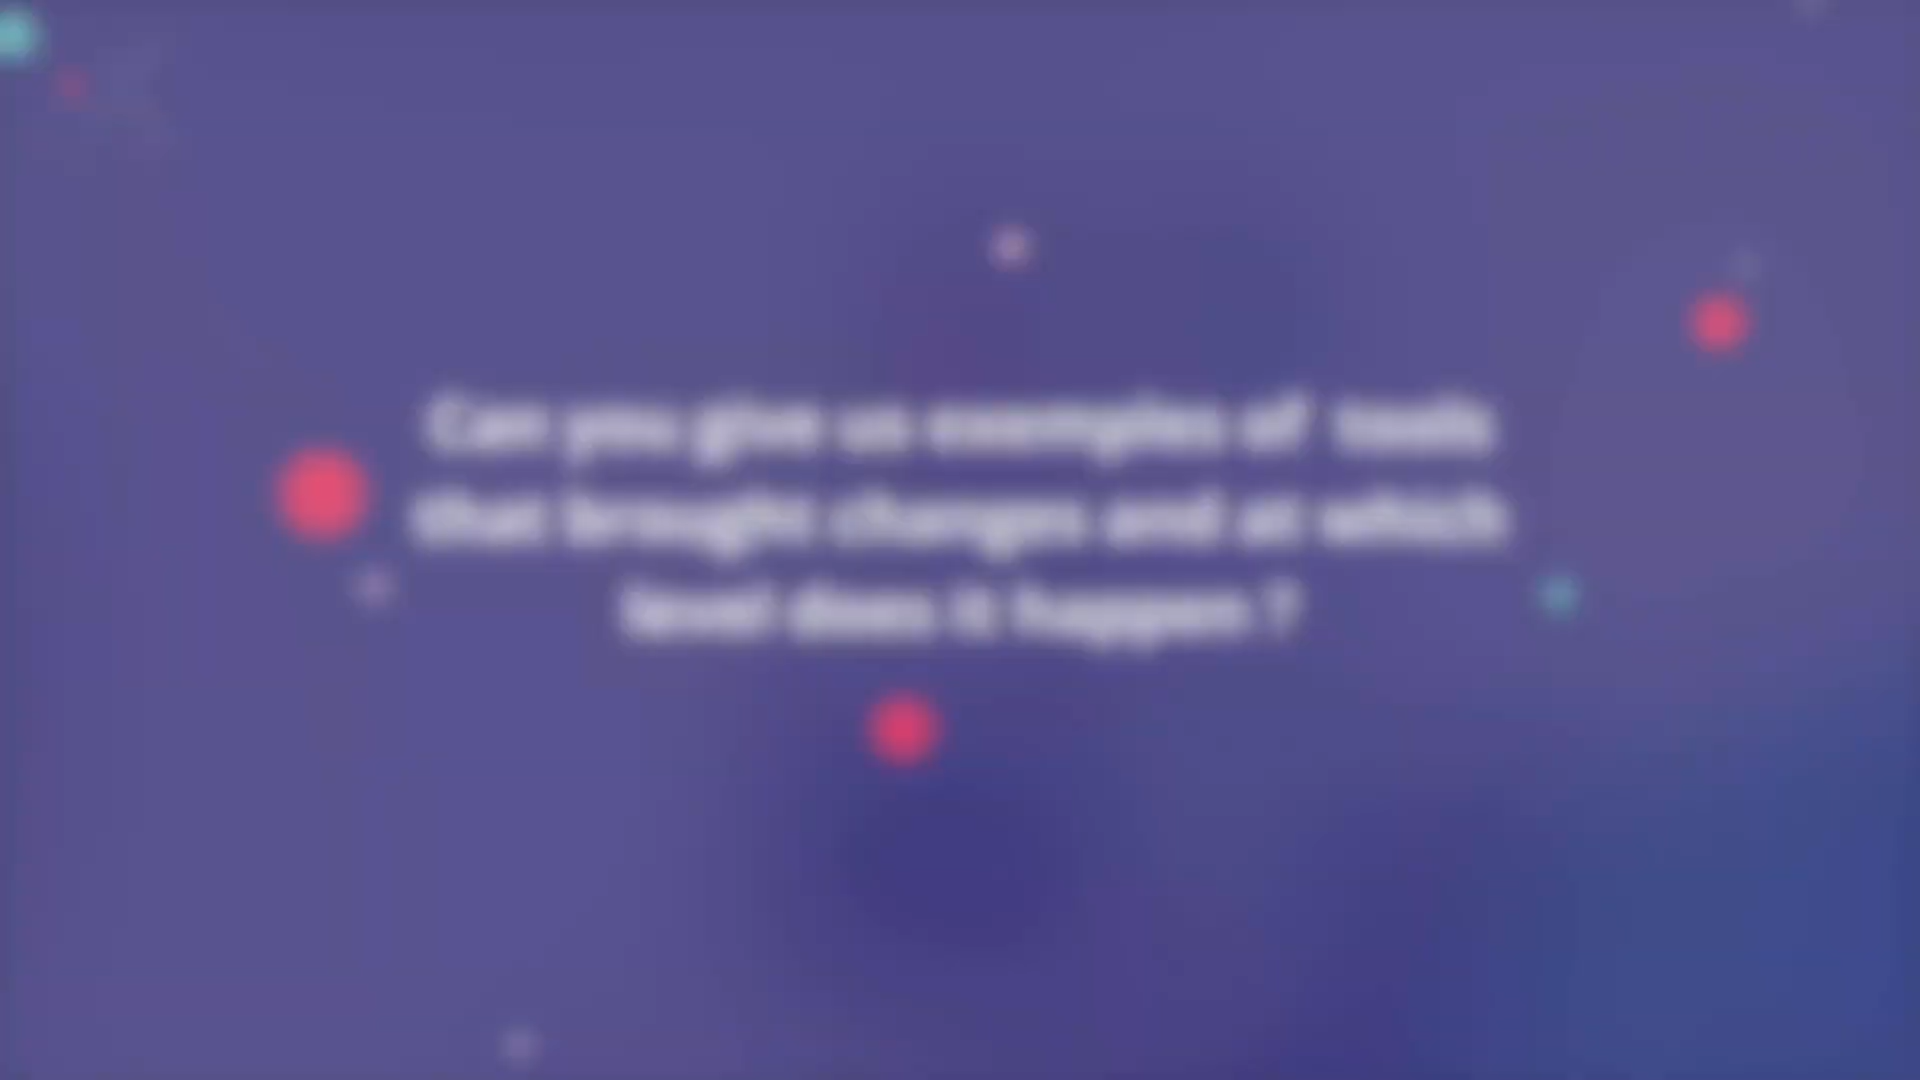 Can you give us examples of tools
that brought changes and at which
level does it happen ?